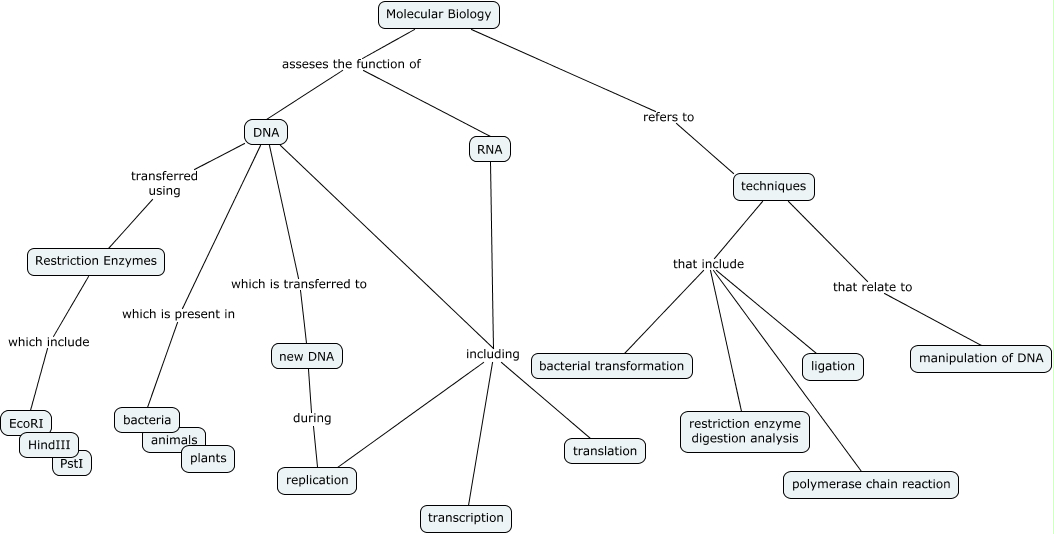 Molecular Biology
asseses the function of
refers to
DNA
RNA
transferred
using
techniques
Restriction Enzymes
that include
which is transferred to
that relate to
which is present in
which include
including
new DNA
bacterial transformation
ligation
manipulation of DNA
during
EcoRI
bacteria
restriction enzyme
digestion analysis
HindIII
animals
translation
PstI
plants
replication
polymerase chain reaction
transcription